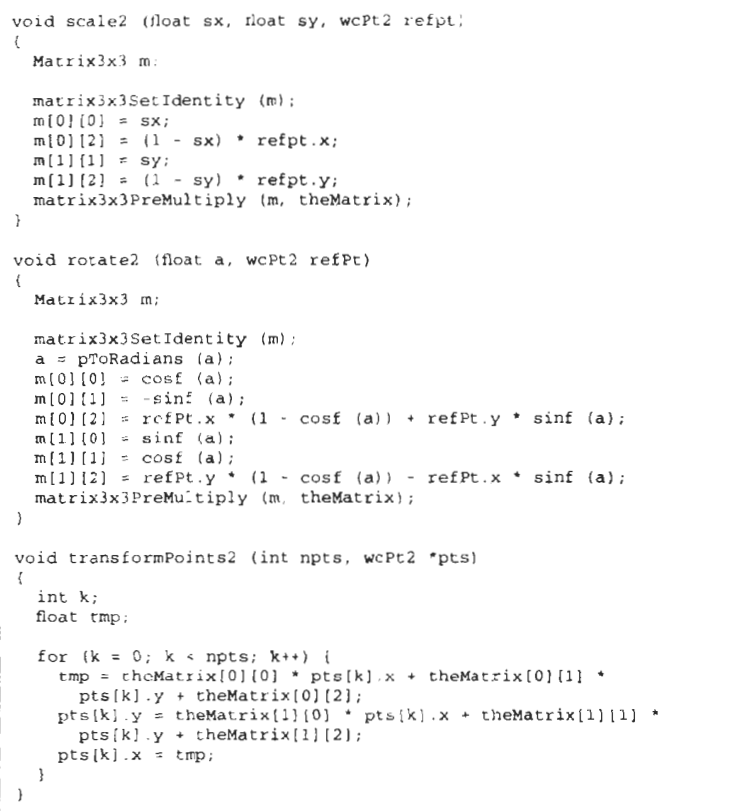 void scale2 (float sx, float sy, wcPt2 refpt)
{
  Matrix3x3 m;

  matrix3x3SetIdentity (m);
  m[0][0] = sx;
  m[0][2] = (1 - sx) * refpt.x;
  m[1][1] = sy;
  m[1][2] = (1 - sy) * refpt.y;
  matrix3x3PreMultiply (m, theMatrix);
}

void rotate2 (float a, wcPt2 refPt)
{
  Matrix3x3 m;

  matrix3x3SetIdentity (m);
  a = pToRadians (a);
  m[0][0] = cosf (a);
  m[0][1] = -sinf (a);
  m[0][2] = refPt.x * (1 - cosf (a)) + refPt.y * sinf (a);
  m[1][0] = sinf (a);
  m[1][1] = cosf (a);
  m[1][2] = refPt.y * (1 - cosf (a)) - refPt.x * sinf (a);
  matrix3x3PreMultiply (m, theMatrix);
}

void transformPoints2 (int npts, wcPt2 *pts)
{
  int k;
  float tmp;

  for (k = 0; k < npts; k++) {
    tmp = theMatrix[0][0] * pts[k].x + theMatrix[0][1] *
      pts[k].y + theMatrix[0][2];
    pts[k].y = theMatrix[1][0] * pts[k].x + theMatrix[1][1] *
      pts[k].y + theMatrix[1][2];
    pts[k].x = tmp;
  }
}